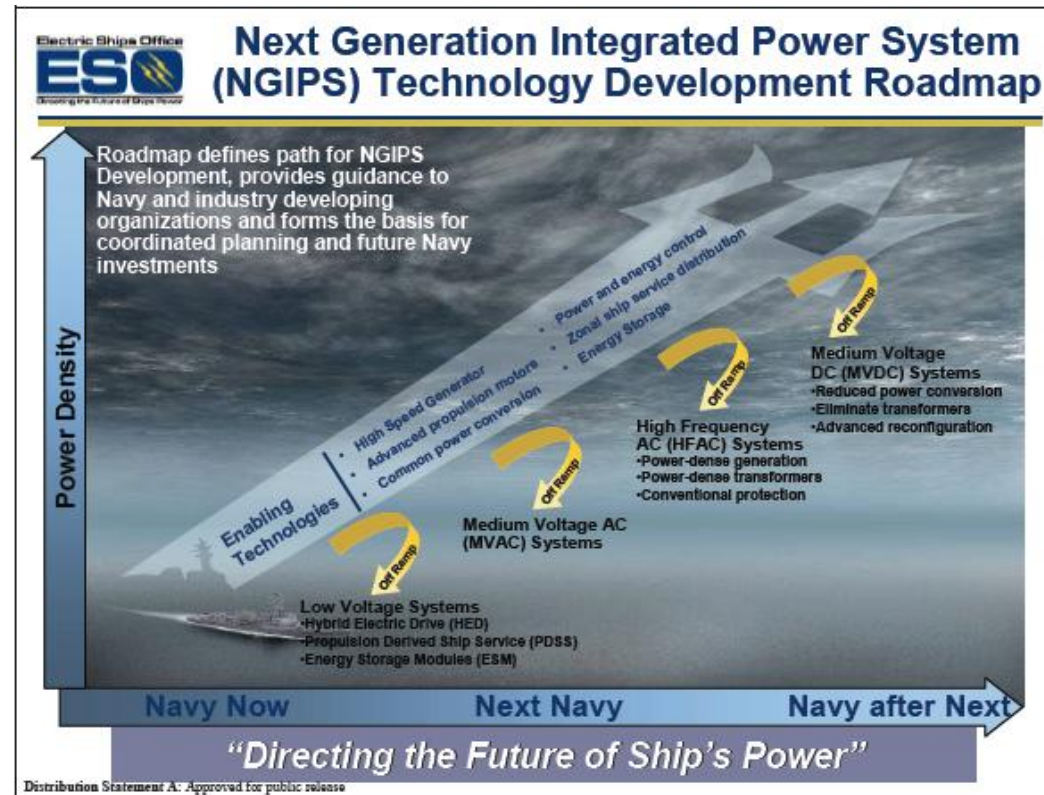 Electric Ships Office
ESO
Directing the Future of Ships Power
Next Generation Integrated Power System
(NGIPS) Technology Development Roadmap
Roadmap defines path for NGIPS
Development, provides guidance to
Navy and industry developing
organizations and forms the basis for
coordinated planning and future Navy
investments
Power Density
Enabling
Technologies
• High Speed Generator
• Advanced propulsion motors
• Common power conversion
• Power and energy control
• Zonal ship service distribution
• Energy Storage
Off Ramp
Low Voltage Systems
•Hybrid Electric Drive (HED)
•Propulsion Derived Ship Service (PDSS)
•Energy Storage Modules (ESM)
Off Ramp
Medium Voltage AC
(MVAC) Systems
Off Ramp
High Frequency
AC (HFAC) Systems
•Power-dense generation
•Power-dense transformers
•Conventional protection
Off Ramp
Medium Voltage
DC (MVDC) Systems
•Reduced power conversion
•Eliminate transformers
•Advanced reconfiguration
Navy Now
Next Navy
Navy after Next
“Directing the Future of Ship’s Power”
Distribution Statement A: Approved for public release